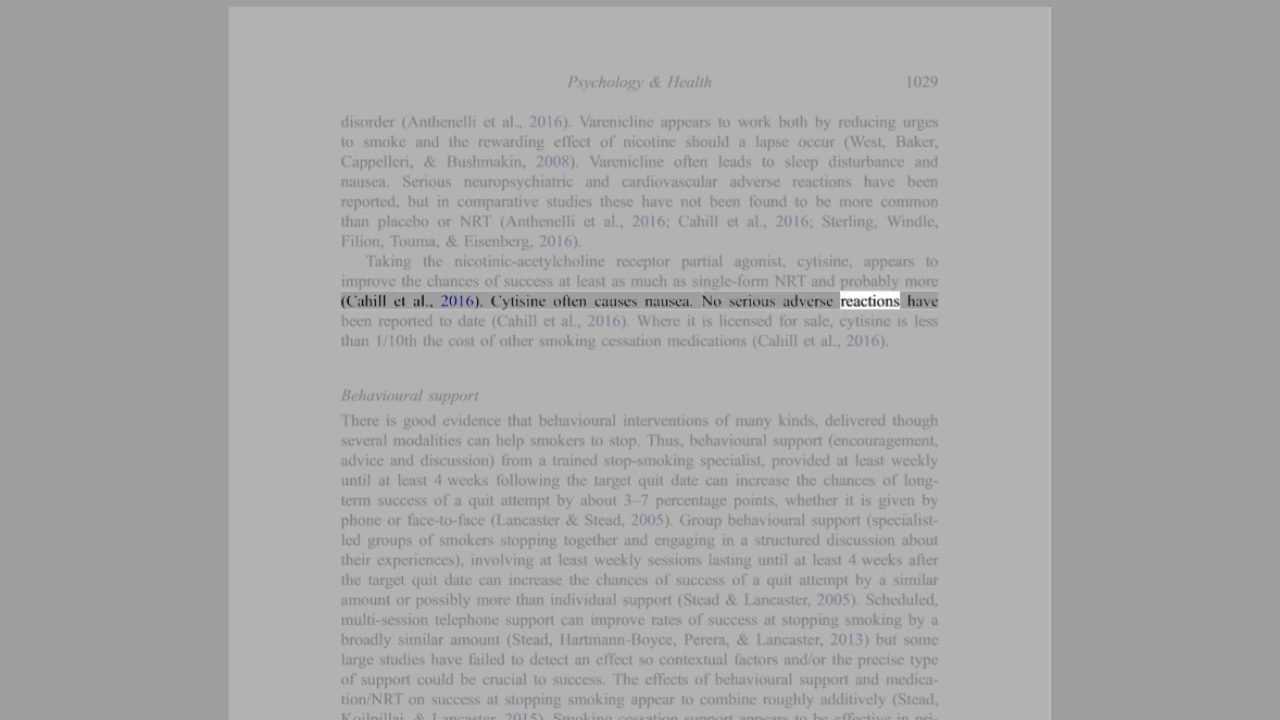 Psychology & Health 1029
disorder (Anthenelli et al., 2016). Varenicline appears to work both by reducing urges
to smoke and the rewarding effect of nicotine should a lapse occur (West, Baker,
Cappelleri, & Bushmakin, 2008). Varenicline often leads to sleep disturbance and
nausea. Serious neuropsychiatric and cardiovascular adverse reactions have been
reported, but in comparative studies these have not been found to be more common
than placebo or NRT (Anthenelli et al., 2016; Cahill et al., 2016; Sterling, Windle,
Filion, Touma, & Eisenberg, 2016).
Taking the nicotinic-acetylcholine receptor partial agonist, cytisine, appears to
improve the chances of success at least as much as single-form NRT and probably more
(Cahill et al., 2016). Cytisine often causes nausea. No serious adverse reactions have
been reported to date (Cahill et al., 2016). Where it is licensed for sale, cytisine is less
than 1/10th the cost of other smoking cessation medications (Cahill et al., 2016).
Behavioural support
There is good evidence that behavioural interventions of many kinds, delivered though
several modalities can help smokers to stop. Thus, behavioural support (encouragement,
advice and discussion) from a trained stop-smoking specialist, provided at least weekly
until at least 4 weeks following the target quit date can increase the chances of long-
term success of a quit attempt by about 3–7 percentage points, whether it is given by
phone or face-to-face (Lancaster & Stead, 2005). Group behavioural support (specialist-
led groups of smokers stopping together and engaging in a structured discussion about
their experiences), involving at least weekly sessions lasting until at least 4 weeks after
the target quit date can increase the chances of success of a quit attempt by a similar
amount or possibly more than individual support (Stead & Lancaster, 2005). Scheduled,
multi-session telephone support can improve rates of success at stopping smoking by a
broadly similar amount (Stead, Hartmann-Boyce, Perera, & Lancaster, 2013) but some
large studies have failed to detect an effect so contextual factors and/or the precise type
of support could be crucial to success. The effects of behavioural support and medica-
tion/NRT on success at stopping smoking appear to combine roughly additively (Stead,
Koilpillai, & Lancaster, 2015). Smoking cessation support appears to be effective in pri-